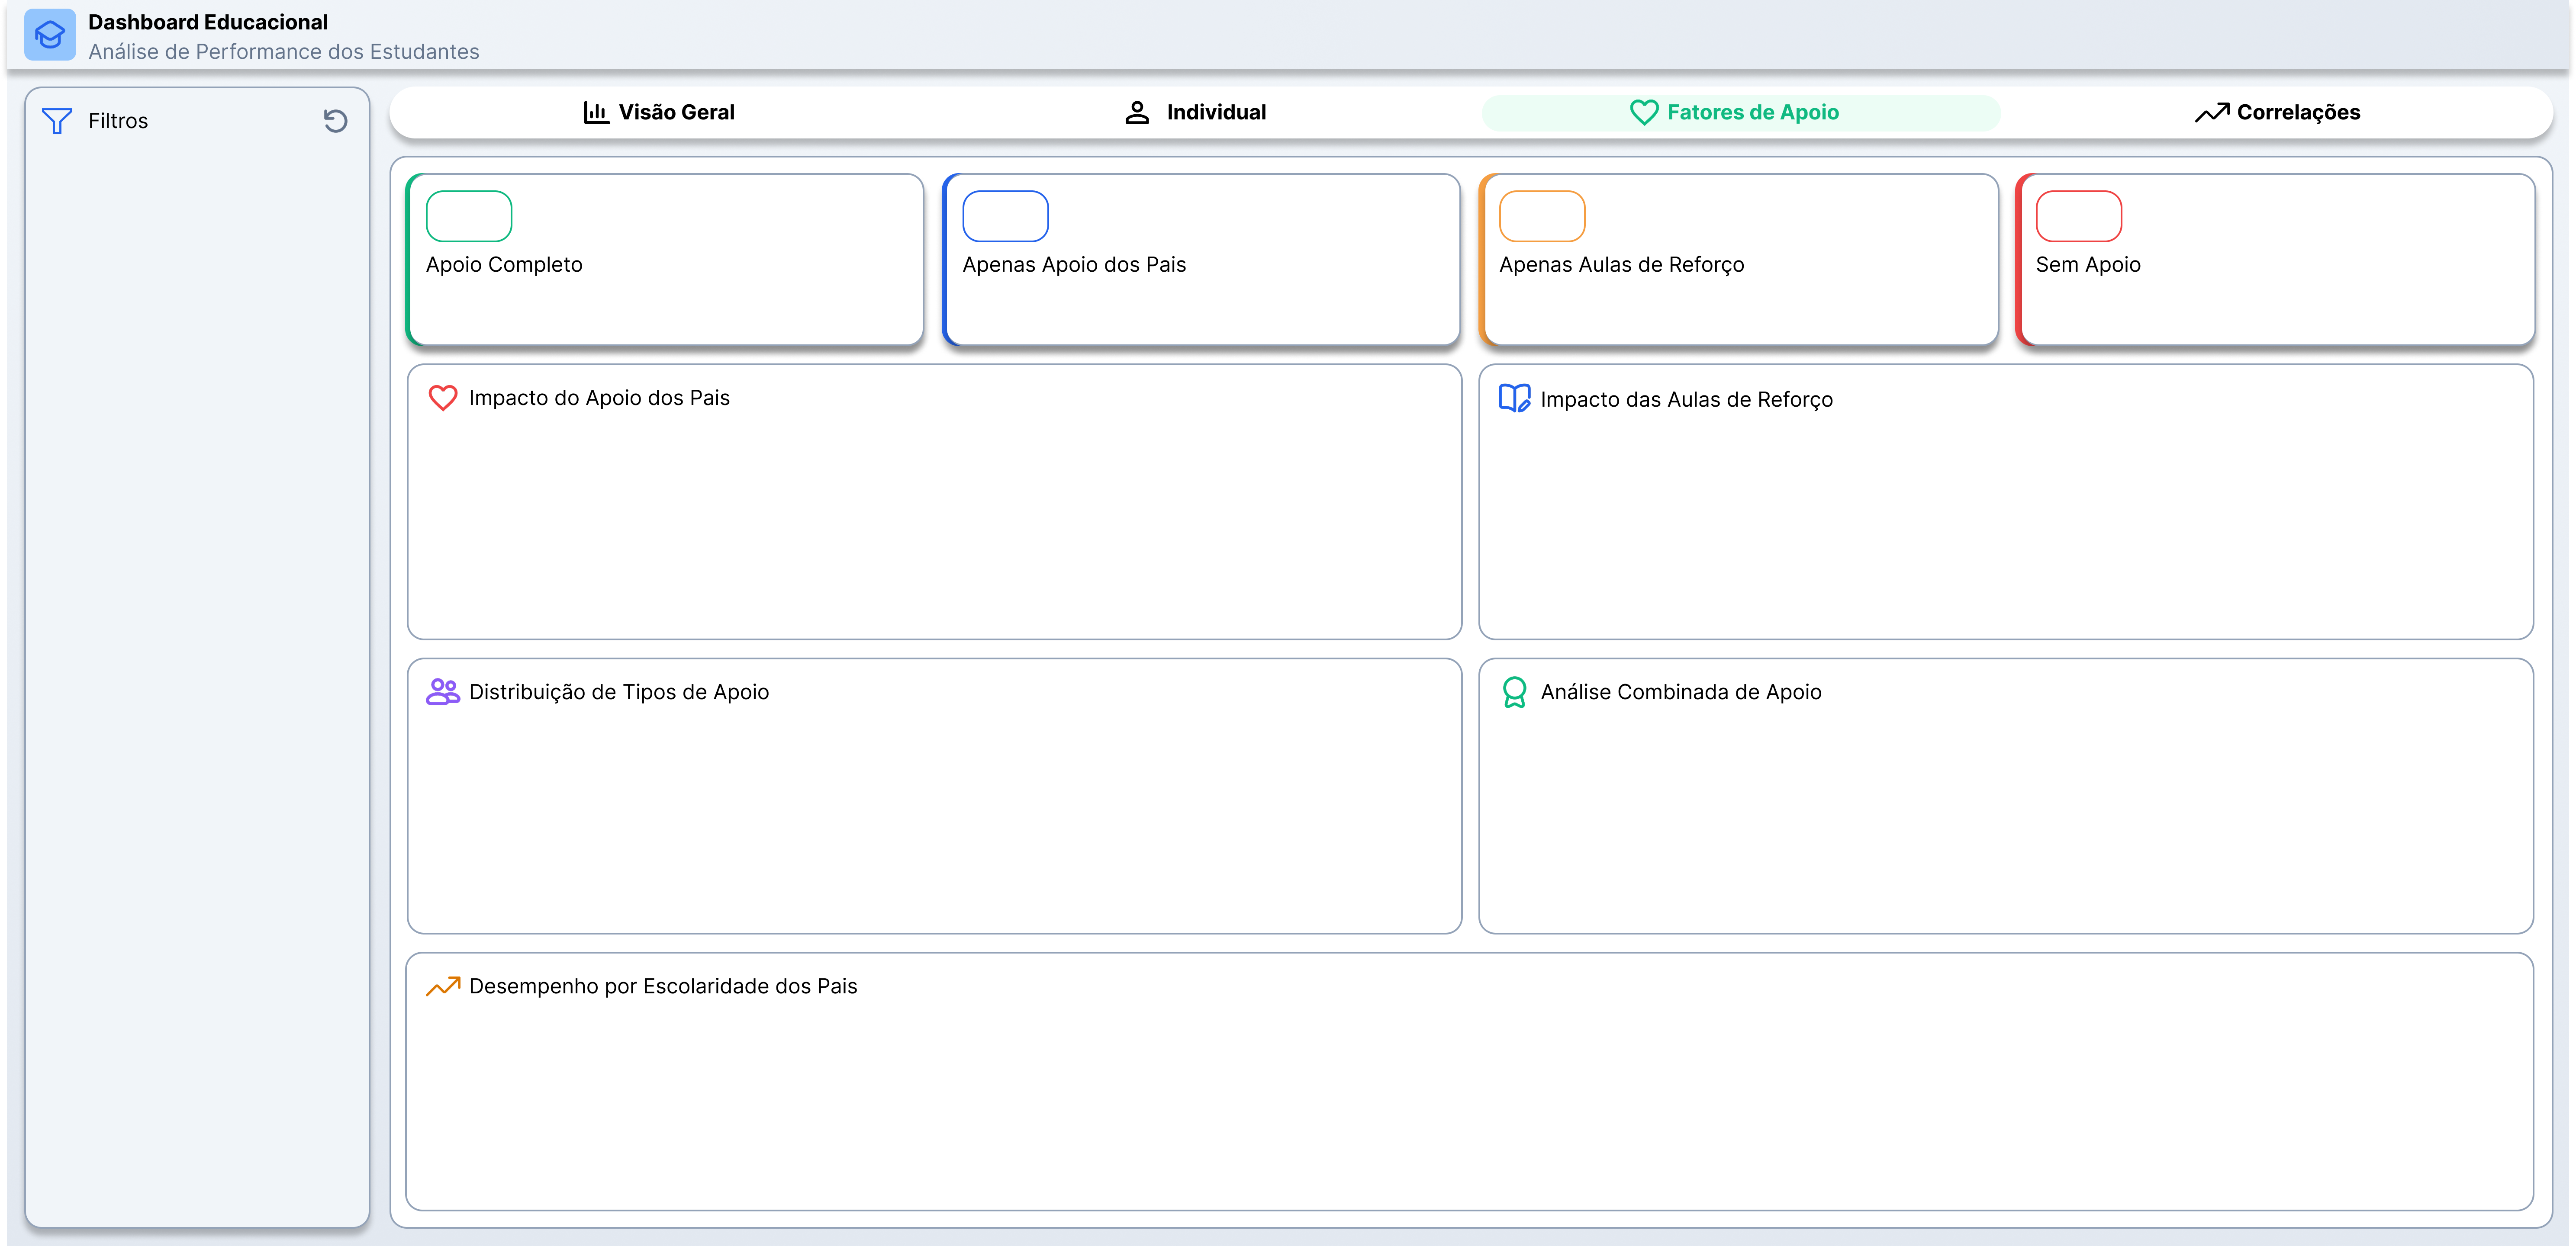 Dashboard Educacional
Análise de Performance dos Estudantes
Filtros
Visão Geral
Individual
Fatores de Apoio
Correlações
Apoio Completo
Apenas Apoio dos Pais
Apenas Aulas de Reforço
Sem Apoio
Impacto do Apoio dos Pais
Impacto das Aulas de Reforço
Distribuição de Tipos de Apoio
Análise Combinada de Apoio
Desempenho por Escolaridade dos Pais